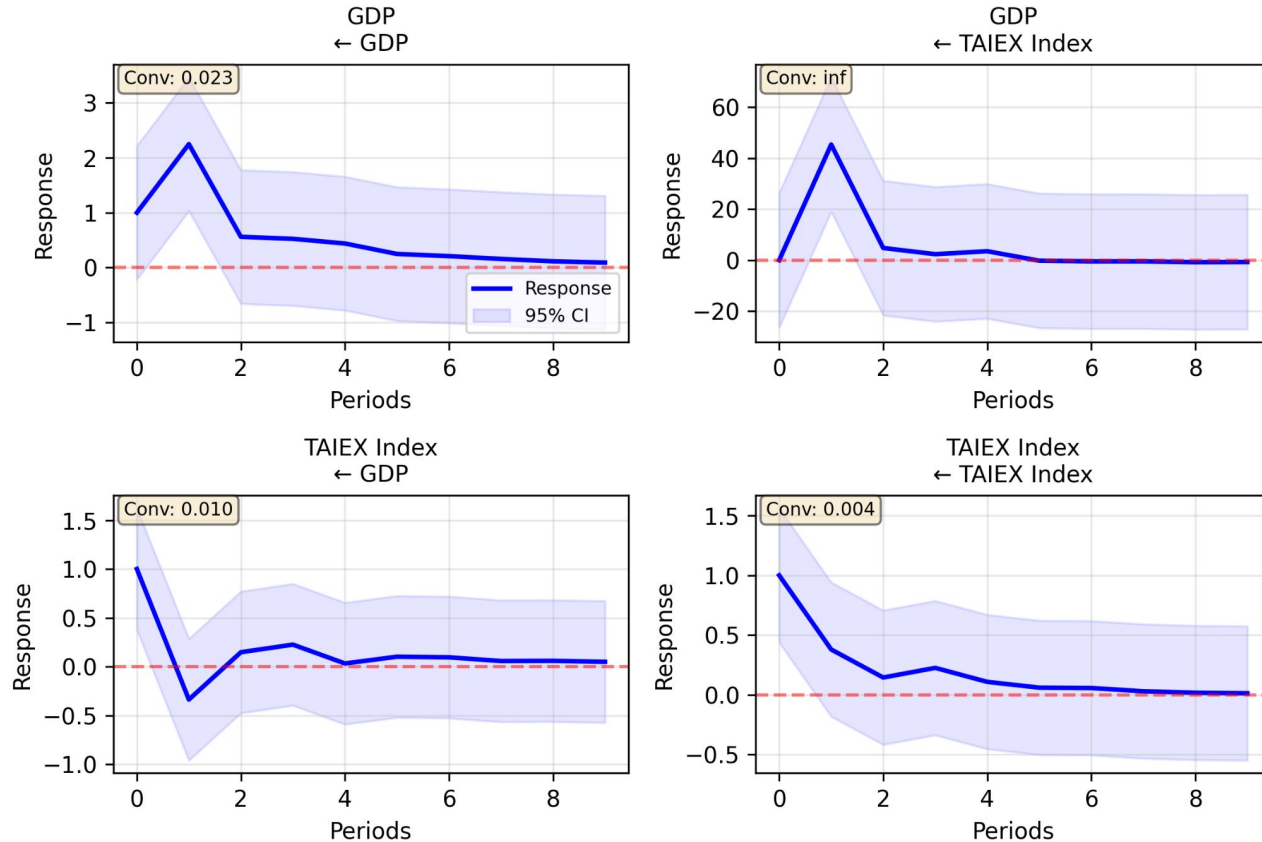 GDP
← GDP
Conv: 0.023
3
2
1
0
−1
Response
Response
95% CI
0 2 4 6 8
Periods
GDP
← TAIEX Index
Conv: inf
60
40
20
0
−20
Response
0 2 4 6 8
Periods
TAIEX Index
← GDP
Conv: 0.010
1.5
1.0
0.5
0.0
−0.5
−1.0
Response
0 2 4 6 8
Periods
TAIEX Index
← TAIEX Index
Conv: 0.004
1.5
1.0
0.5
0.0
−0.5
Response
0 2 4 6 8
Periods